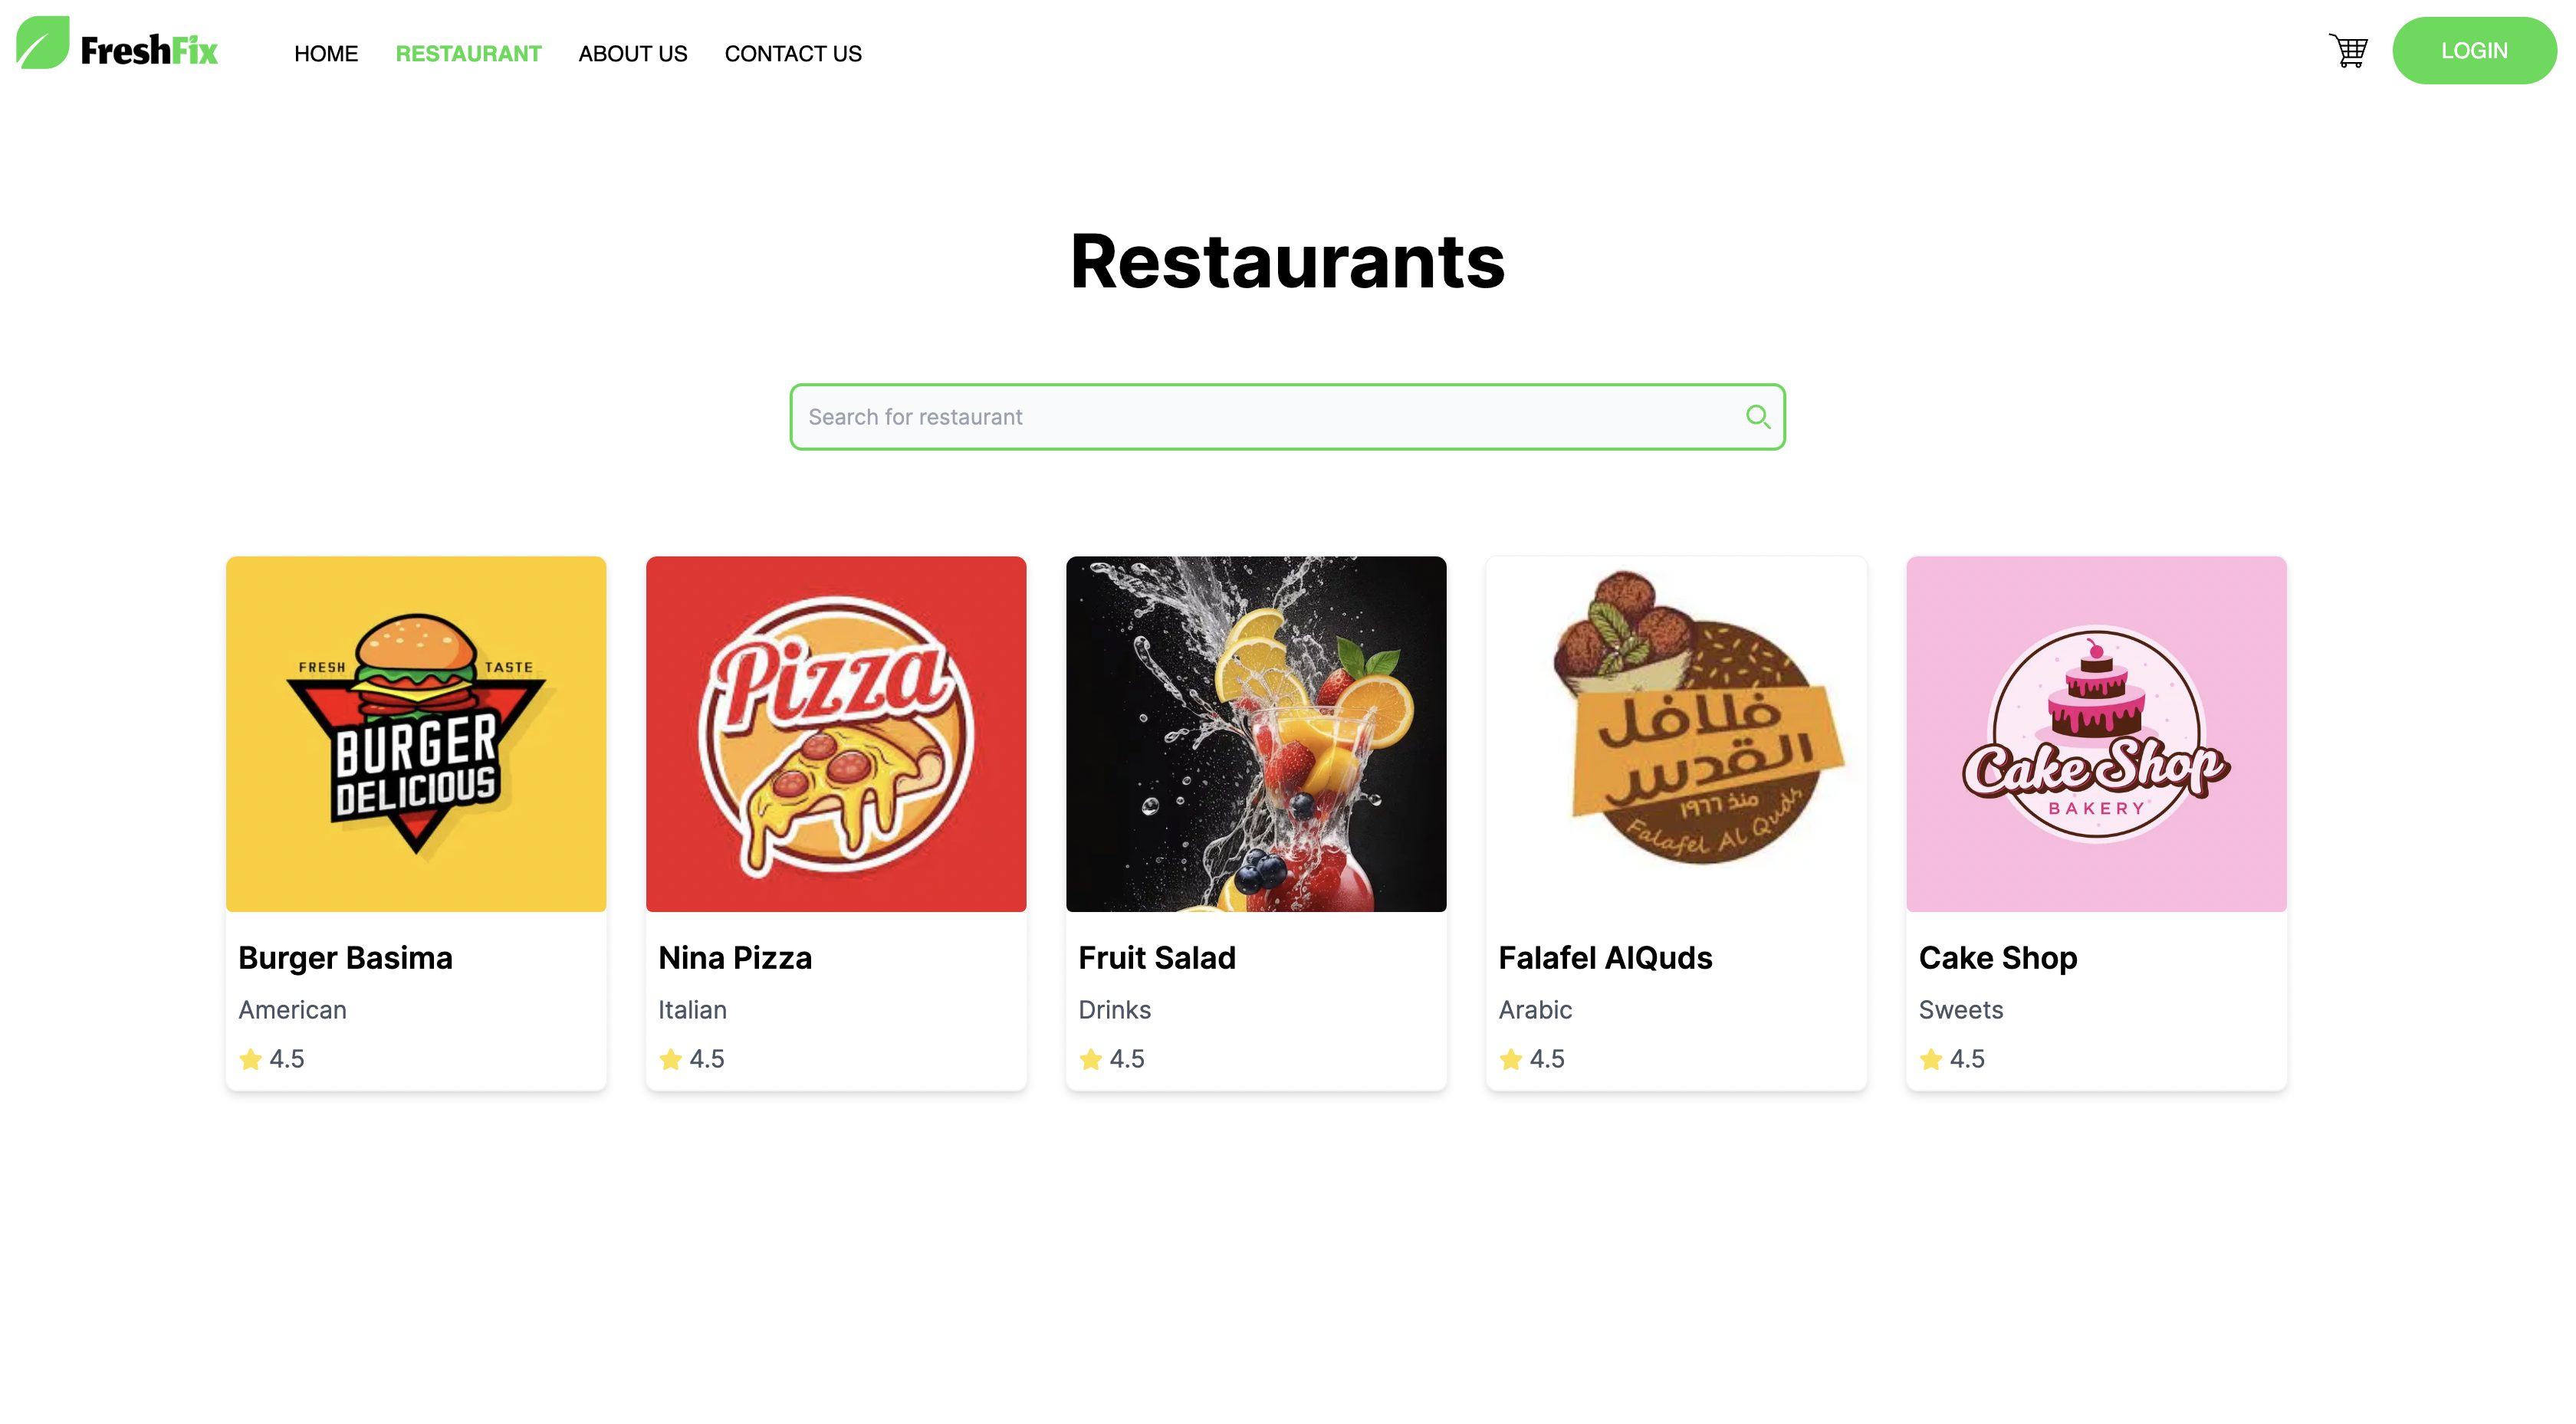 FreshFix
HOME
RESTAURANT
ABOUT US
CONTACT US
LOGIN
Restaurants
Search for restaurant
FRESH
TASTE
BURGER
DELICIOUS
Pizza
فلافل
القدس
منذ ١٩٦٦
Falafel Al Quds
Cake Shop
BAKERY
Burger Basima
American
4.5
Nina Pizza
Italian
4.5
Fruit Salad
Drinks
4.5
Falafel AlQuds
Arabic
4.5
Cake Shop
Sweets
4.5